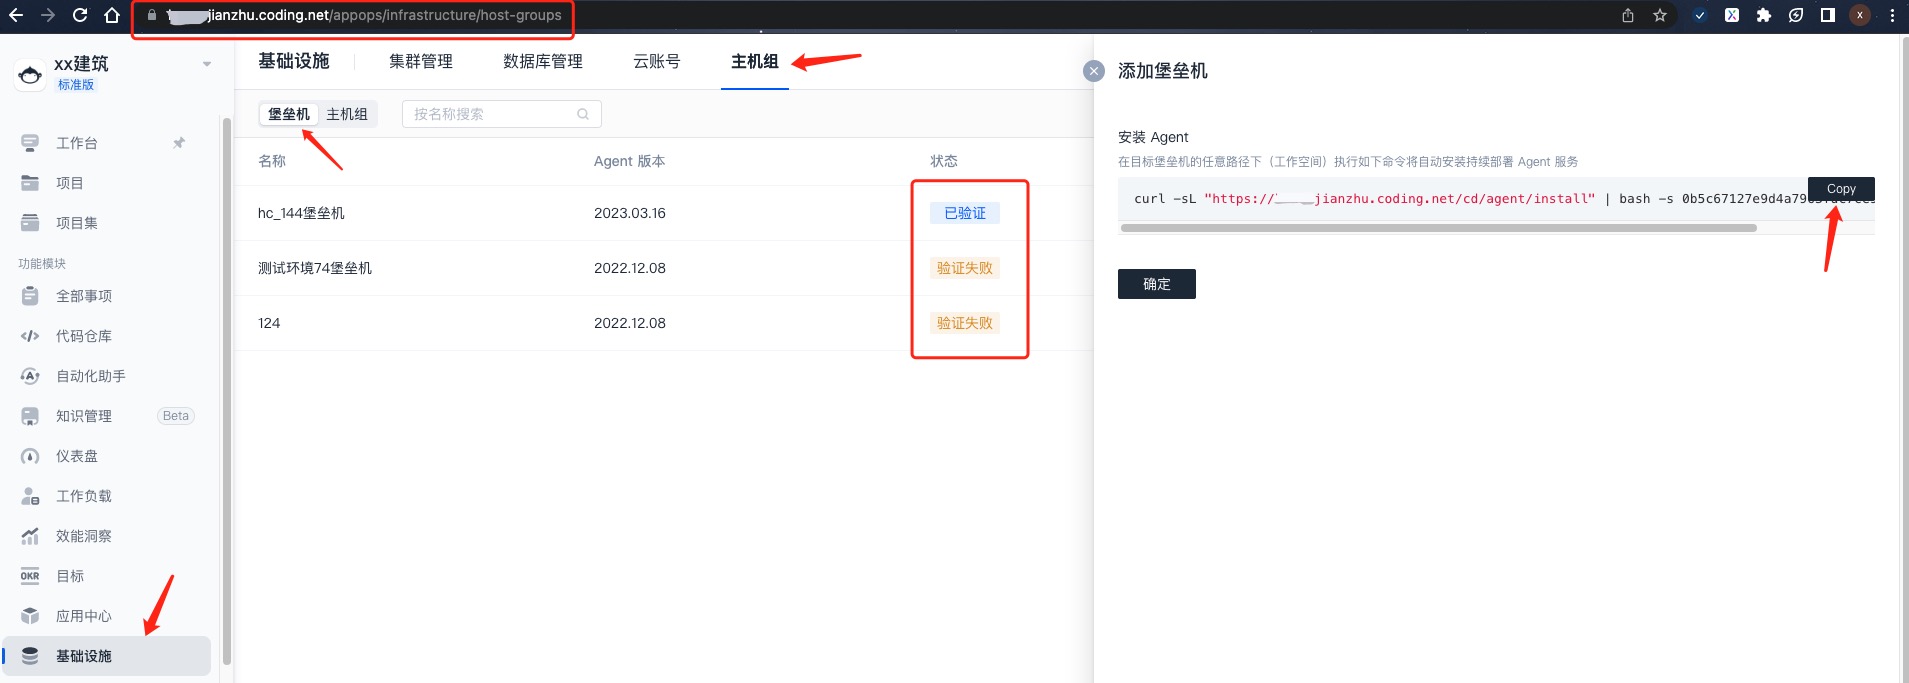 jianzhu.coding.net/appops/infrastructure/host-groups
X
xx建筑
标准版
工作台
项目
项目集
功能模块
全部事项
代码仓库
自动化助手
知识管理 Beta
仪表盘
工作负载
效能洞察
OKR 目标
应用中心
基础设施
基础设施 集群管理 数据库管理 云账号 主机组
堡垒机 主机组 按名称搜索
名称 Agent 版本 状态
hc_144堡垒机 2023.03.16 已验证
测试环境74堡垒机 2022.12.08 验证失败
124 2022.12.08 验证失败
添加堡垒机
安装 Agent
在目标堡垒机的任意路径下（工作空间）执行如下命令将自动安装持续部署 Agent 服务
Copy
curl -sL "https://jianzhu.coding.net/cd/agent/install" | bash -s 0b5c67127e9d4a79
确定